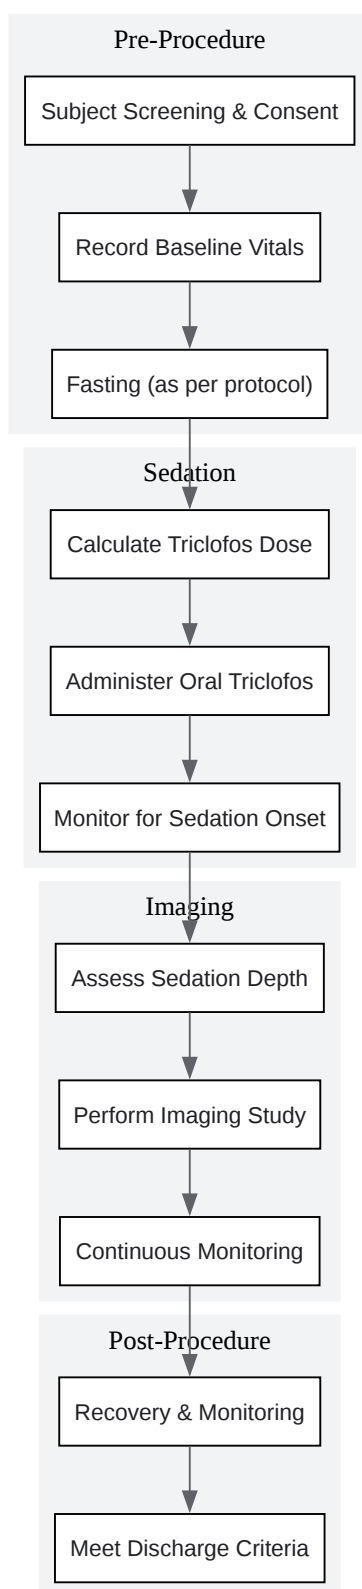 Pre-Procedure
Subject Screening & Consent
Record Baseline Vitals
Fasting (as per protocol)
Sedation
Calculate Triclofos Dose
Administer Oral Triclofos
Monitor for Sedation Onset
Imaging
Assess Sedation Depth
Perform Imaging Study
Continuous Monitoring
Post-Procedure
Recovery & Monitoring
Meet Discharge Criteria